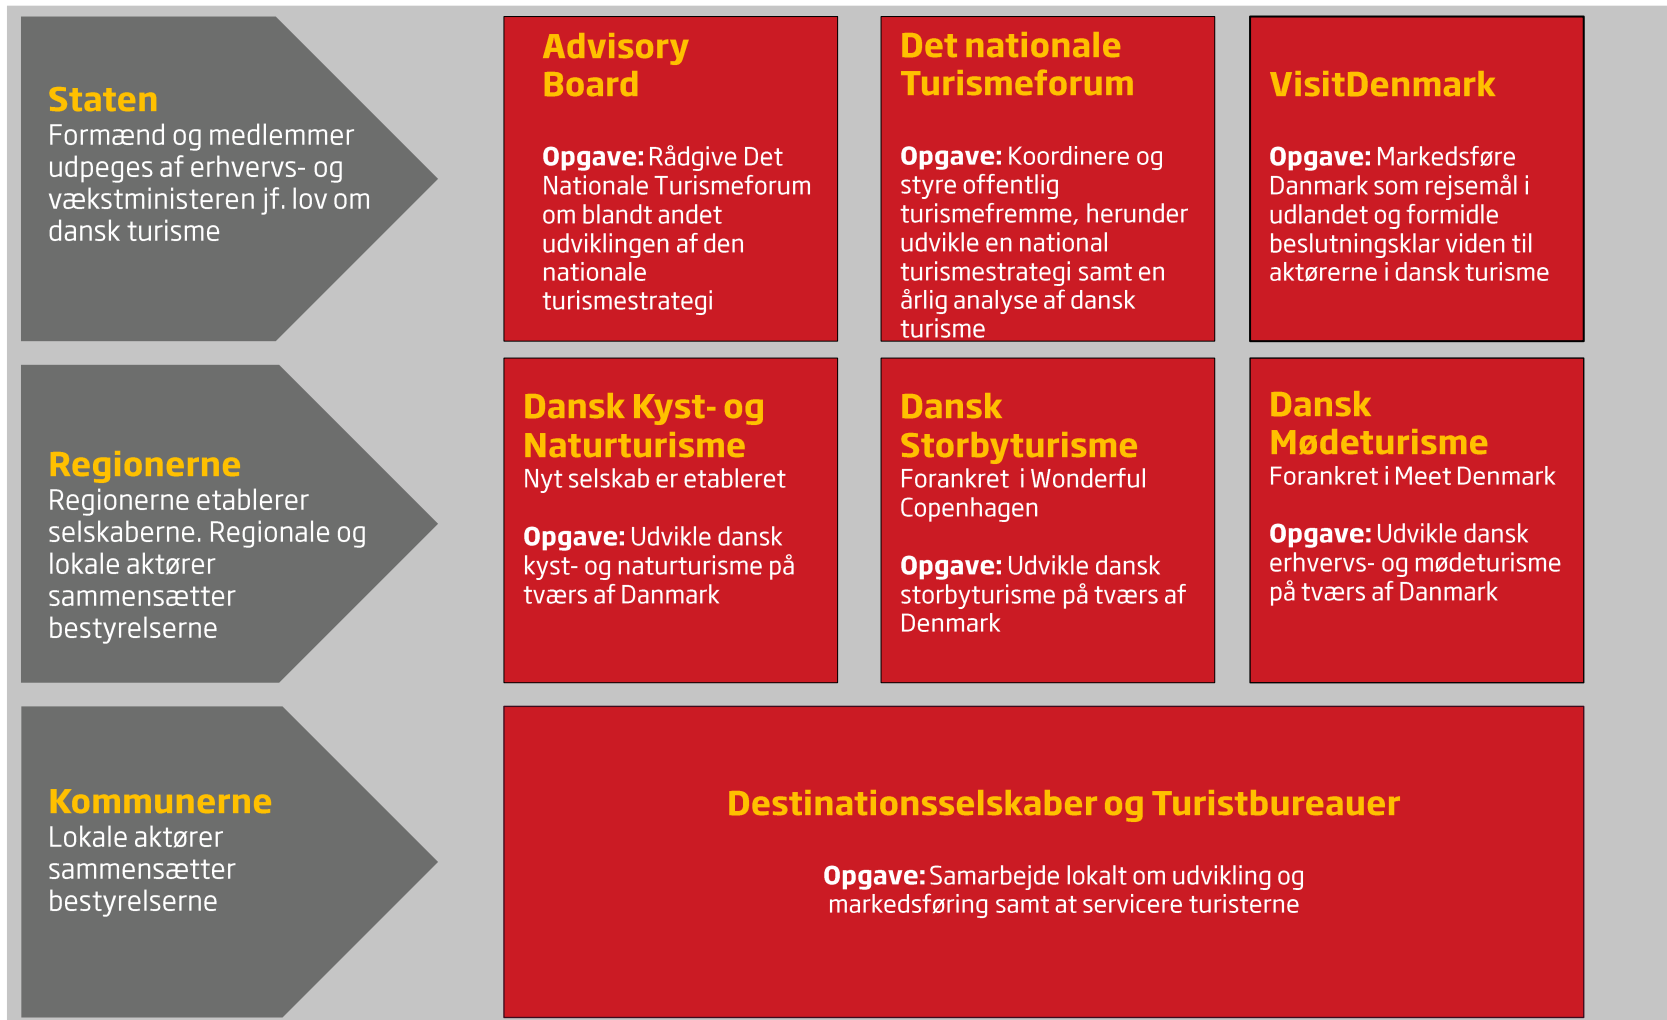 Staten
Formænd og medlemmer
udpeges af erhvervs- og
vækstministeren jf. lov om
dansk turisme
Advisory
Board
Opgave: Rådgive Det
Nationale Turismeforum
om blandt andet
udviklingen af den
nationale
turismestrategi
Det nationale
Turismeforum
Opgave: Koordinere og
styre offentlig
turismefremme, herunder
udvikle en national
turismestrategi samt en
årlig analyse af dansk
turisme
VisitDenmark
Opgave: Markedsføre
Danmark som rejsemål i
udlandet og formidle
beslutningsklar viden til
aktørerne i dansk turisme
Regionerne
Regionerne etablerer
selskaberne. Regionale og
lokale aktører
sammensætter
bestyrelserne
Dansk Kyst- og
Naturturisme
Nyt selskab er etableret
Opgave: Udvikle dansk
kyst- og naturturisme på
tværs af Danmark
Dansk
Storbyturisme
Forankret i Wonderful
Copenhagen
Opgave: Udvikle dansk
storbyturisme på tværs af
Denmark
Dansk
Mødeturisme
Forankret i Meet Denmark
Opgave: Udvikle dansk
erhvervs- og mødeturisme
på tværs af Danmark
Kommunerne
Lokale aktører
sammensætter
bestyrelserne
Destinationsselskaber og Turistbureauer
Opgave: Samarbejde lokalt om udvikling og
markedsføring samt at servicere turisterne